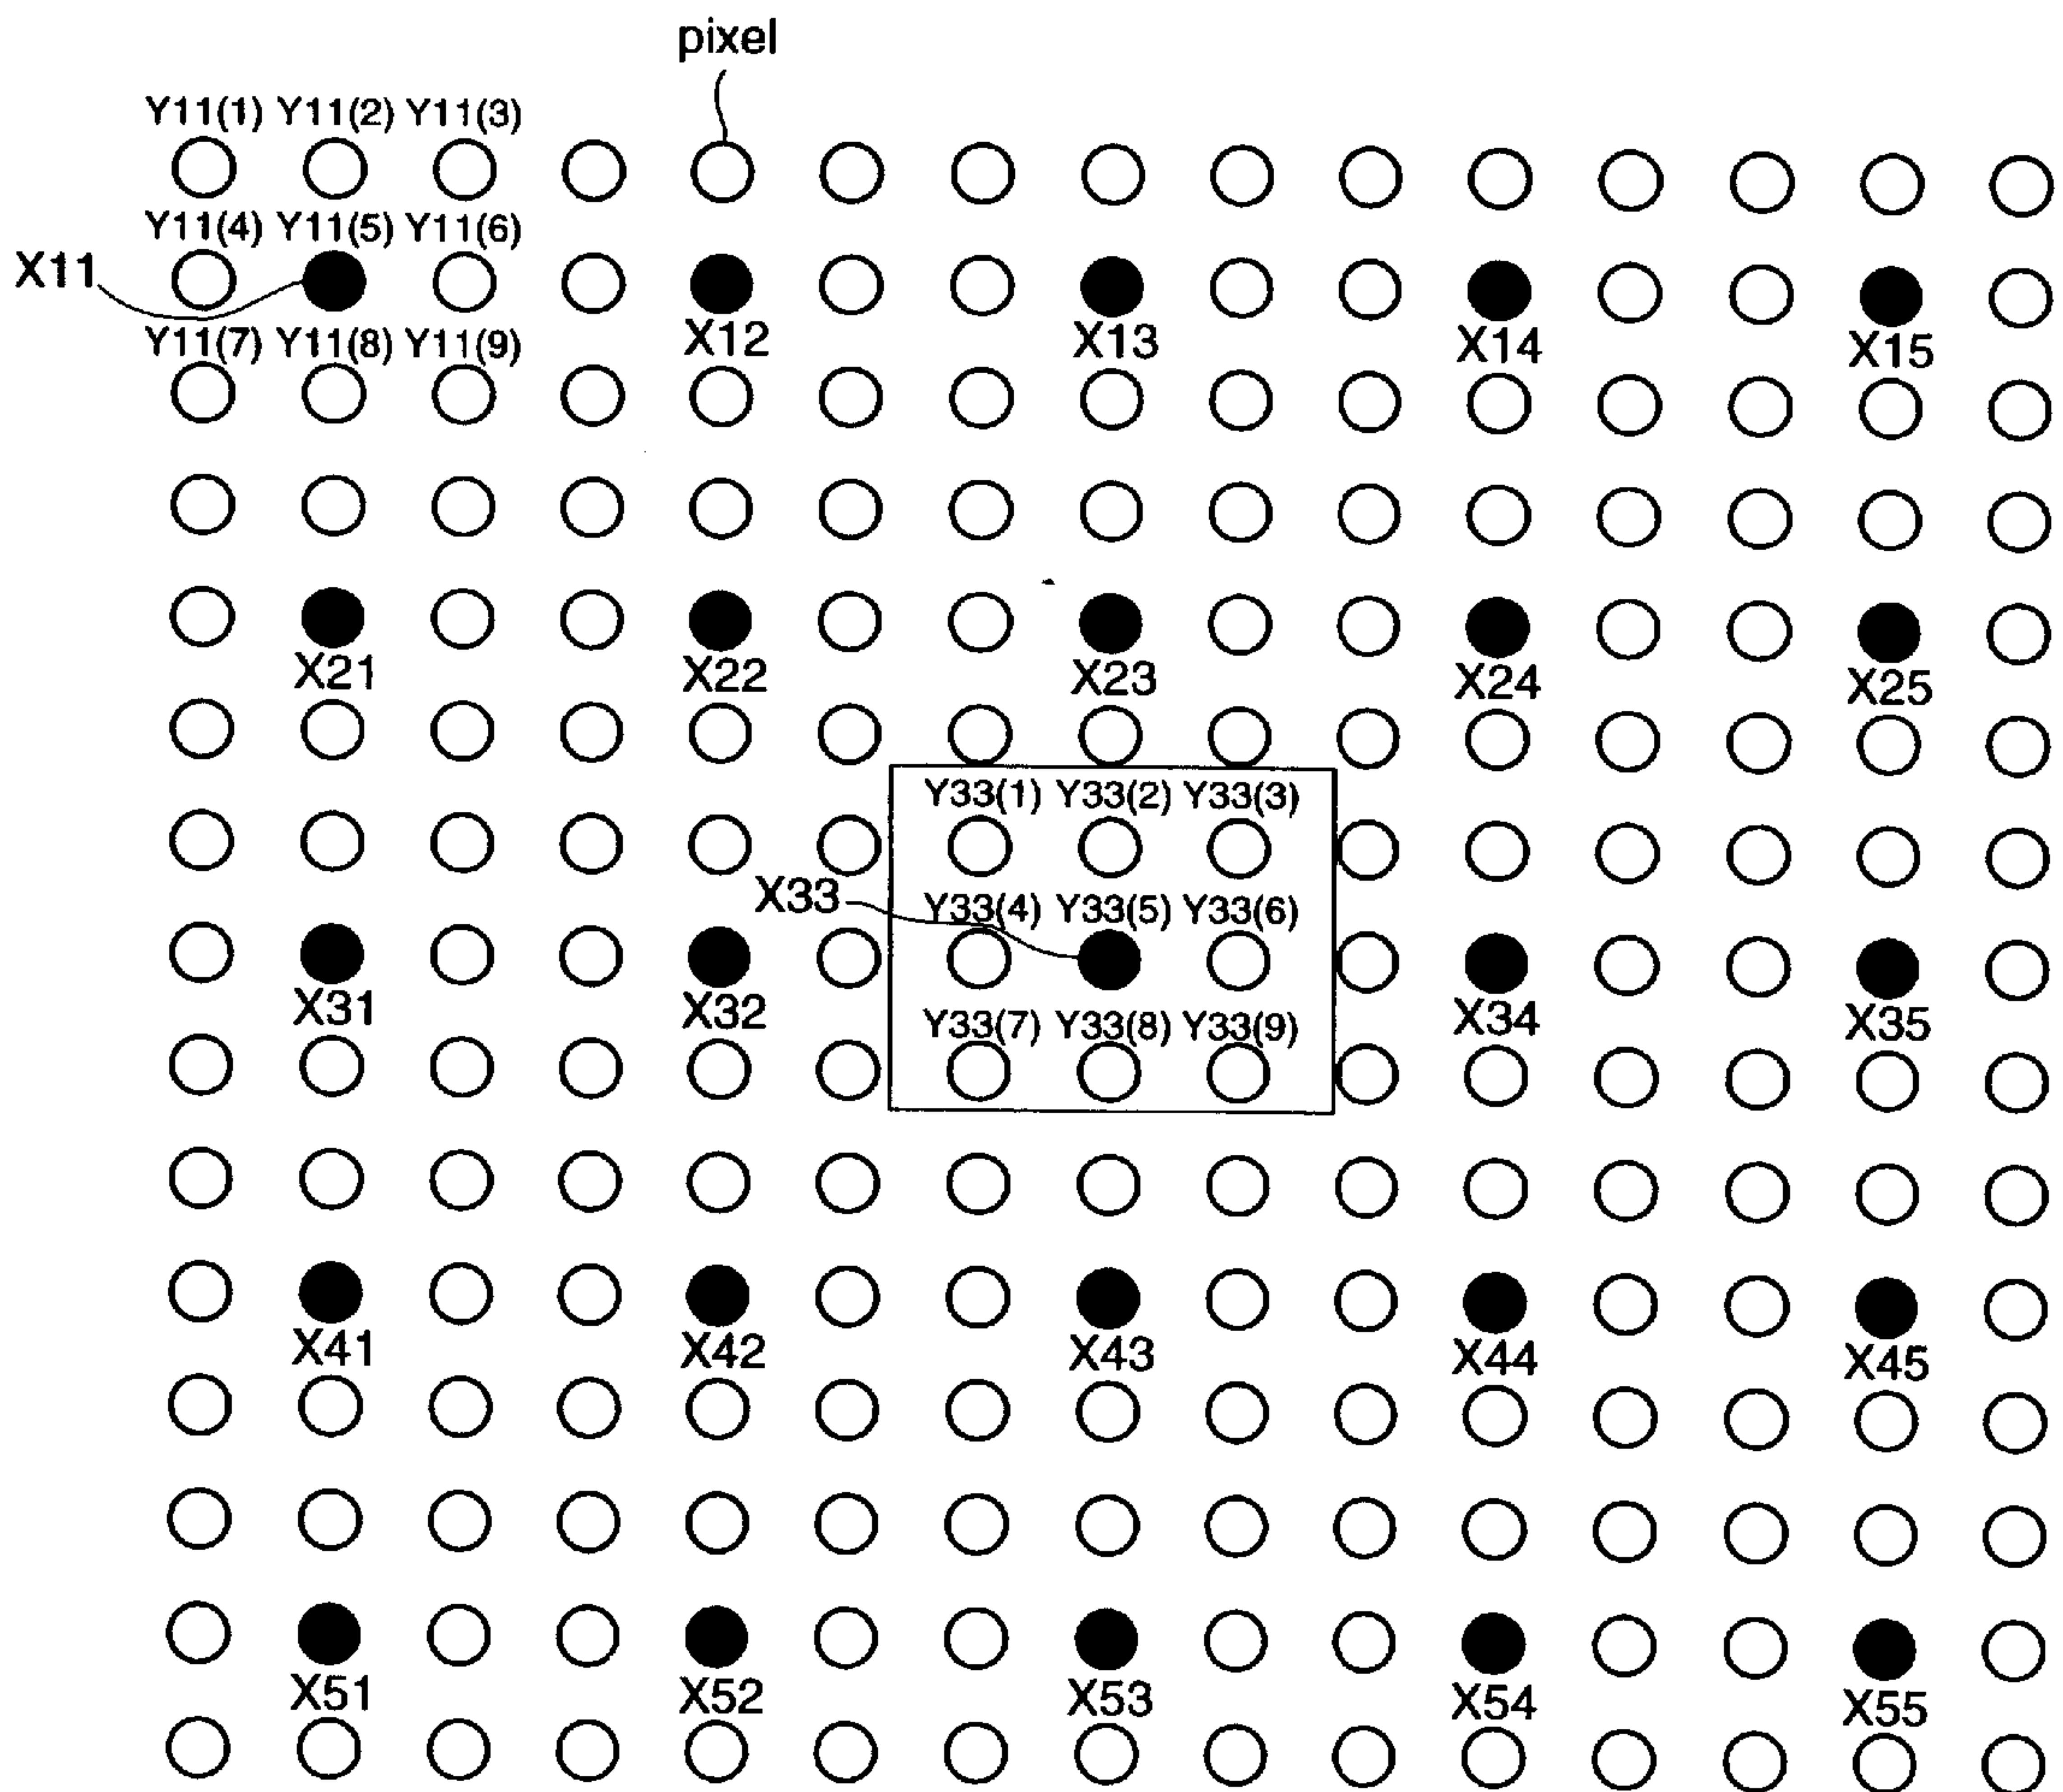 pixel
Y11(1) Y11(2) Y11(3)
Y11(4) Y11(5) Y11(6)
X11
Y11(7) Y11(8) Y11(9)
X12 X13 X14 X15
X21 X22 X23 X24 X25
Y33(1) Y33(2) Y33(3)
X33
Y33(4) Y33(5) Y33(6)
X31 X32 X34 X35
Y33(7) Y33(8) Y33(9)
X41 X42 X43 X44 X45
X51 X52 X53 X54 X55